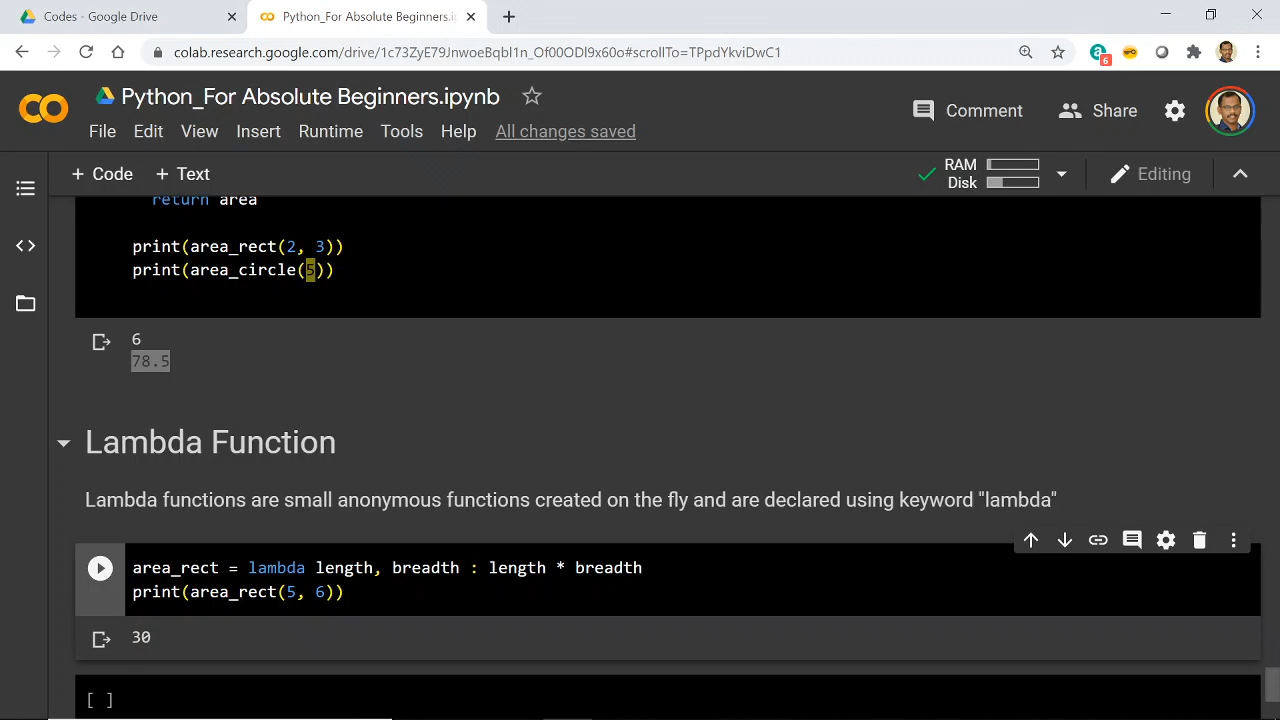 Codes - Google Drive
Python_For Absolute Beginners.i
colab.research.google.com/drive/1c73ZyE79JnwoeBqbI1n_Of00ODl9x60o#scrollTo=TPpdYkviDwC1
6
Python_For Absolute Beginners.ipynb
Comment
Share
File Edit View Insert Runtime Tools Help All changes saved
+ Code + Text
RAM
Disk
Editing
return area
print(area_rect(2, 3))
print(area_circle(5))
6
78.5
Lambda Function
Lambda functions are small anonymous functions created on the fly and are declared using keyword "lambda"
area_rect = lambda length, breadth : length * breadth
print(area_rect(5, 6))
30
[ ]